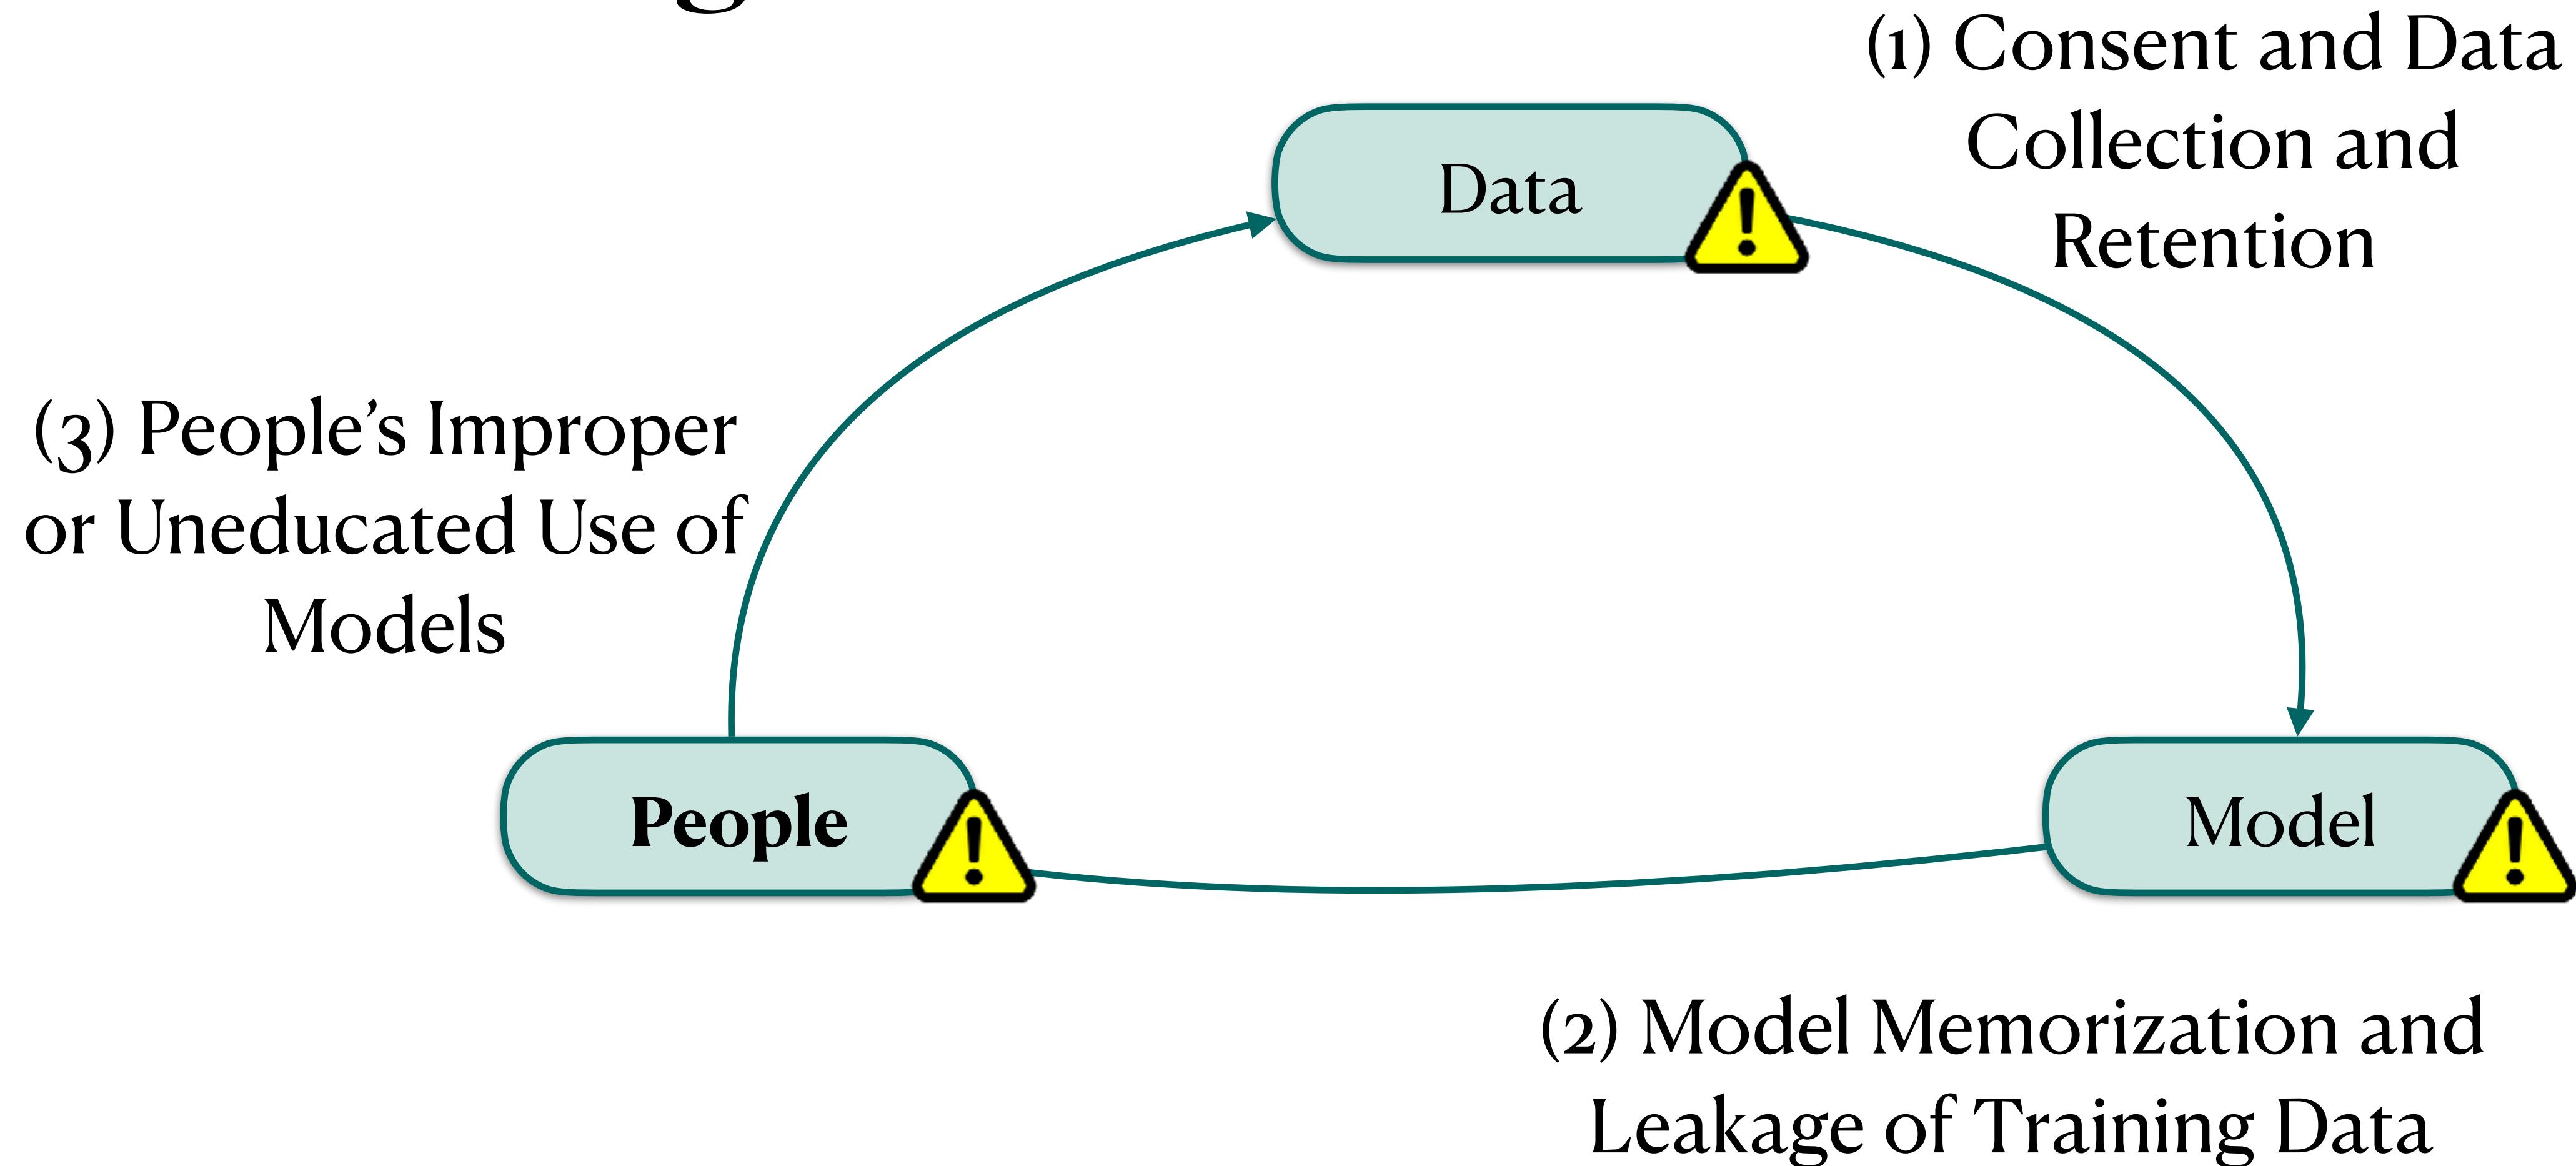 (1) Consent and Data
Collection and
Retention
Data
(3) People’s Improper
or Uneducated Use of
Models
People
Model
(2) Model Memorization and
Leakage of Training Data